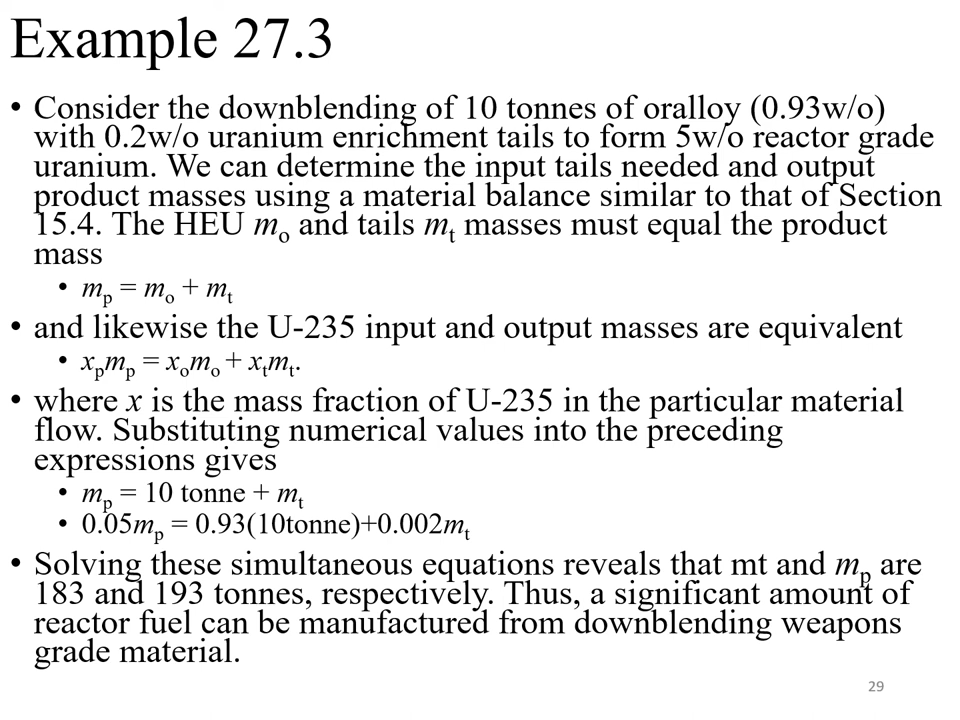 Example 27.3
• Consider the downblending of 10 tonnes of oralloy (0.93w/o)
with 0.2w/o uranium enrichment tails to form 5w/o reactor grade
uranium. We can determine the input tails needed and output
product masses using a material balance similar to that of Section
15.4. The HEU mo and tails mt masses must equal the product
mass
• mp = mo + mt
• and likewise the U-235 input and output masses are equivalent
• xpmp = xomo + xtmt.
• where x is the mass fraction of U-235 in the particular material
flow. Substituting numerical values into the preceding
expressions gives
• mp = 10 tonne + mt
• 0.05mp = 0.93(10tonne)+0.002mt
• Solving these simultaneous equations reveals that mt and mp are
183 and 193 tonnes, respectively. Thus, a significant amount of
reactor fuel can be manufactured from downblending weapons
grade material.
29